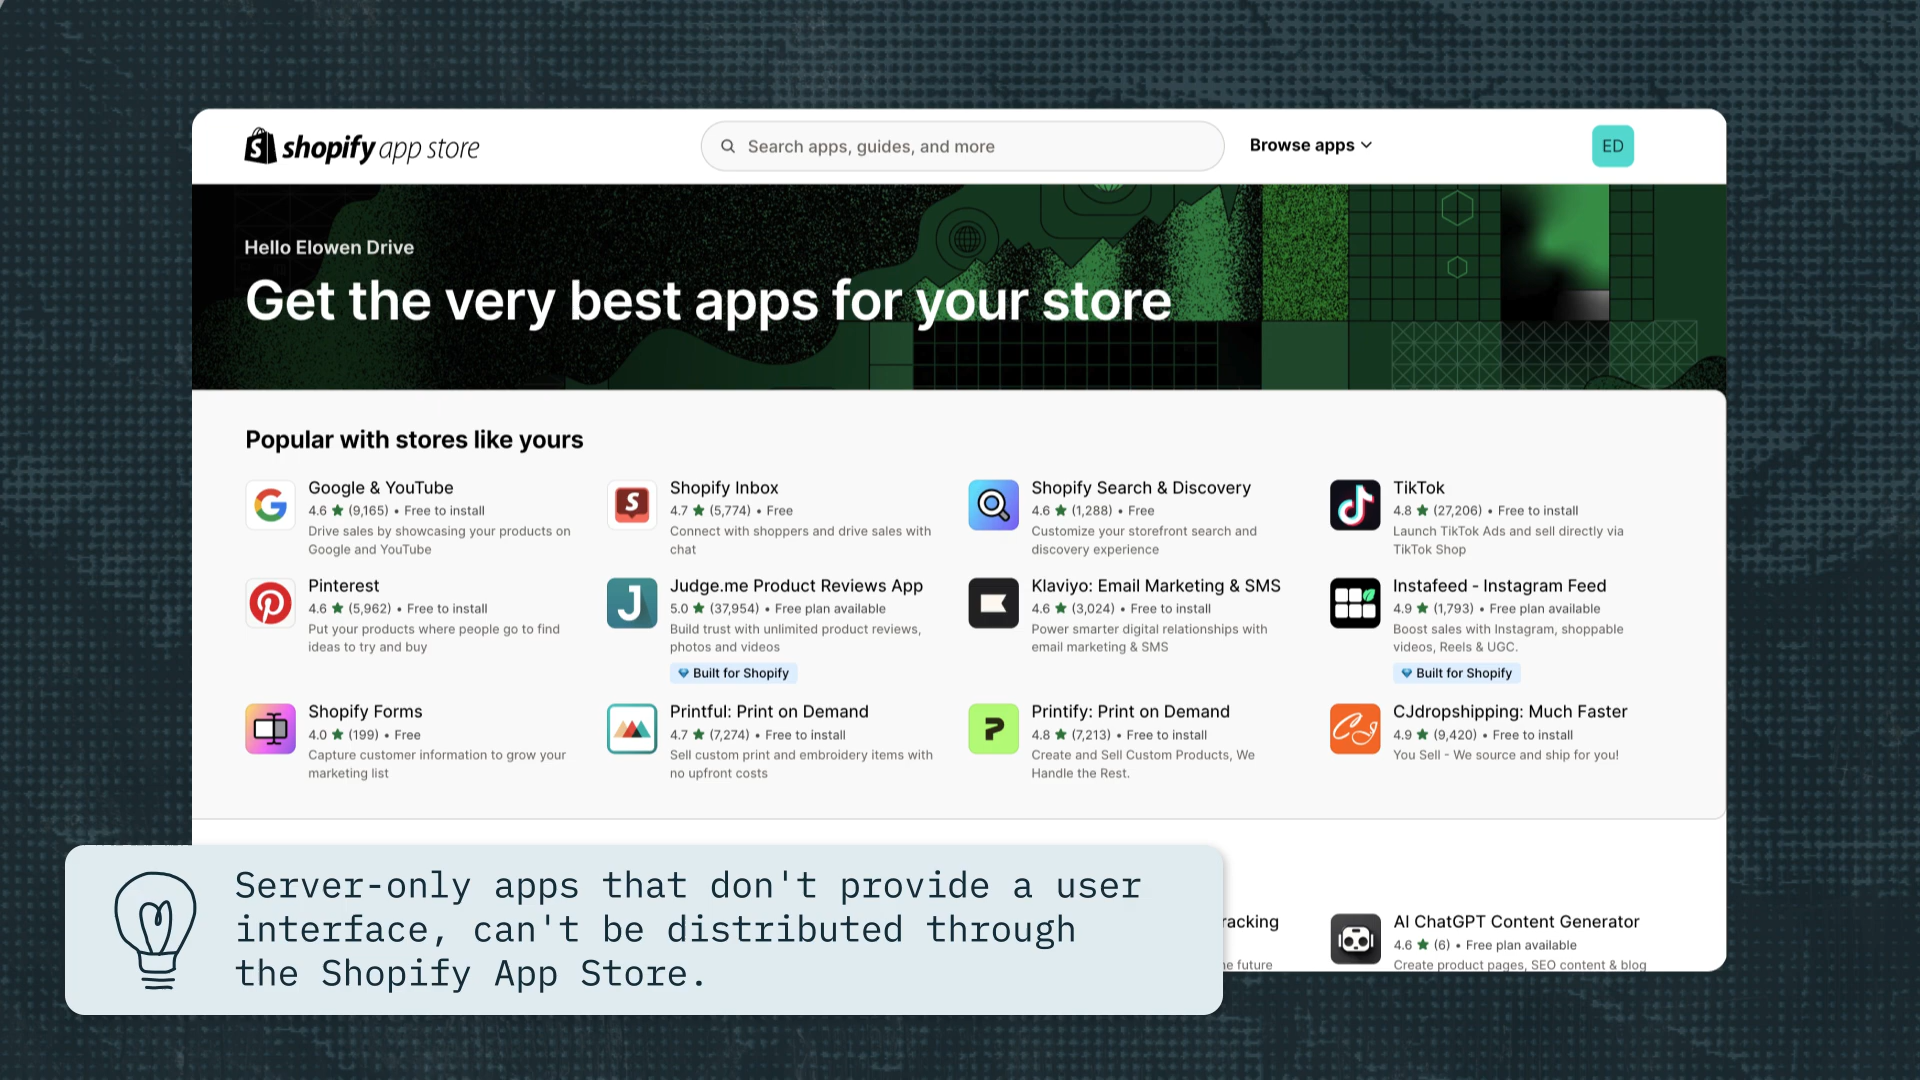 shopify app store
Search apps, guides, and more
Browse apps
ED
Hello Elowen Drive
Get the very best apps for your store
Popular with stores like yours
Google & YouTube
4.6 ★ (9,165) • Free to install
Drive sales by showcasing your products on
Google and YouTube
Shopify Inbox
4.7 ★ (5,774) • Free
Connect with shoppers and drive sales with
chat
Shopify Search & Discovery
4.6 ★ (1,288) • Free
Customize your storefront search and
discovery experience
TikTok
4.8 ★ (27,206) • Free to install
Launch TikTok Ads and sell directly via
TikTok Shop
Pinterest
4.6 ★ (5,962) • Free to install
Put your products where people go to find
ideas to try and buy
Judge.me Product Reviews App
5.0 ★ (37,954) • Free plan available
Build trust with unlimited product reviews,
photos and videos
Built for Shopify
Klaviyo: Email Marketing & SMS
4.6 ★ (3,024) • Free to install
Power smarter digital relationships with
email marketing & SMS
Instafeed - Instagram Feed
4.9 ★ (1,793) • Free plan available
Boost sales with Instagram, shoppable
videos, Reels & UGC.
Built for Shopify
Shopify Forms
4.0 ★ (199) • Free
Capture customer information to grow your
marketing list
Printful: Print on Demand
4.7 ★ (7,274) • Free to install
Sell custom print and embroidery items with
no upfront costs
Printify: Print on Demand
4.8 ★ (7,213) • Free to install
Create and Sell Custom Products, We
Handle the Rest.
CJdropshipping: Much Faster
4.9 ★ (9,420) • Free to install
You Sell - We source and ship for you!
racking
future
AI ChatGPT Content Generator
4.6 ★ (6) • Free plan available
Create product pages, SEO content & blog
Server-only apps that don't provide a user
interface, can't be distributed through
the Shopify App Store.